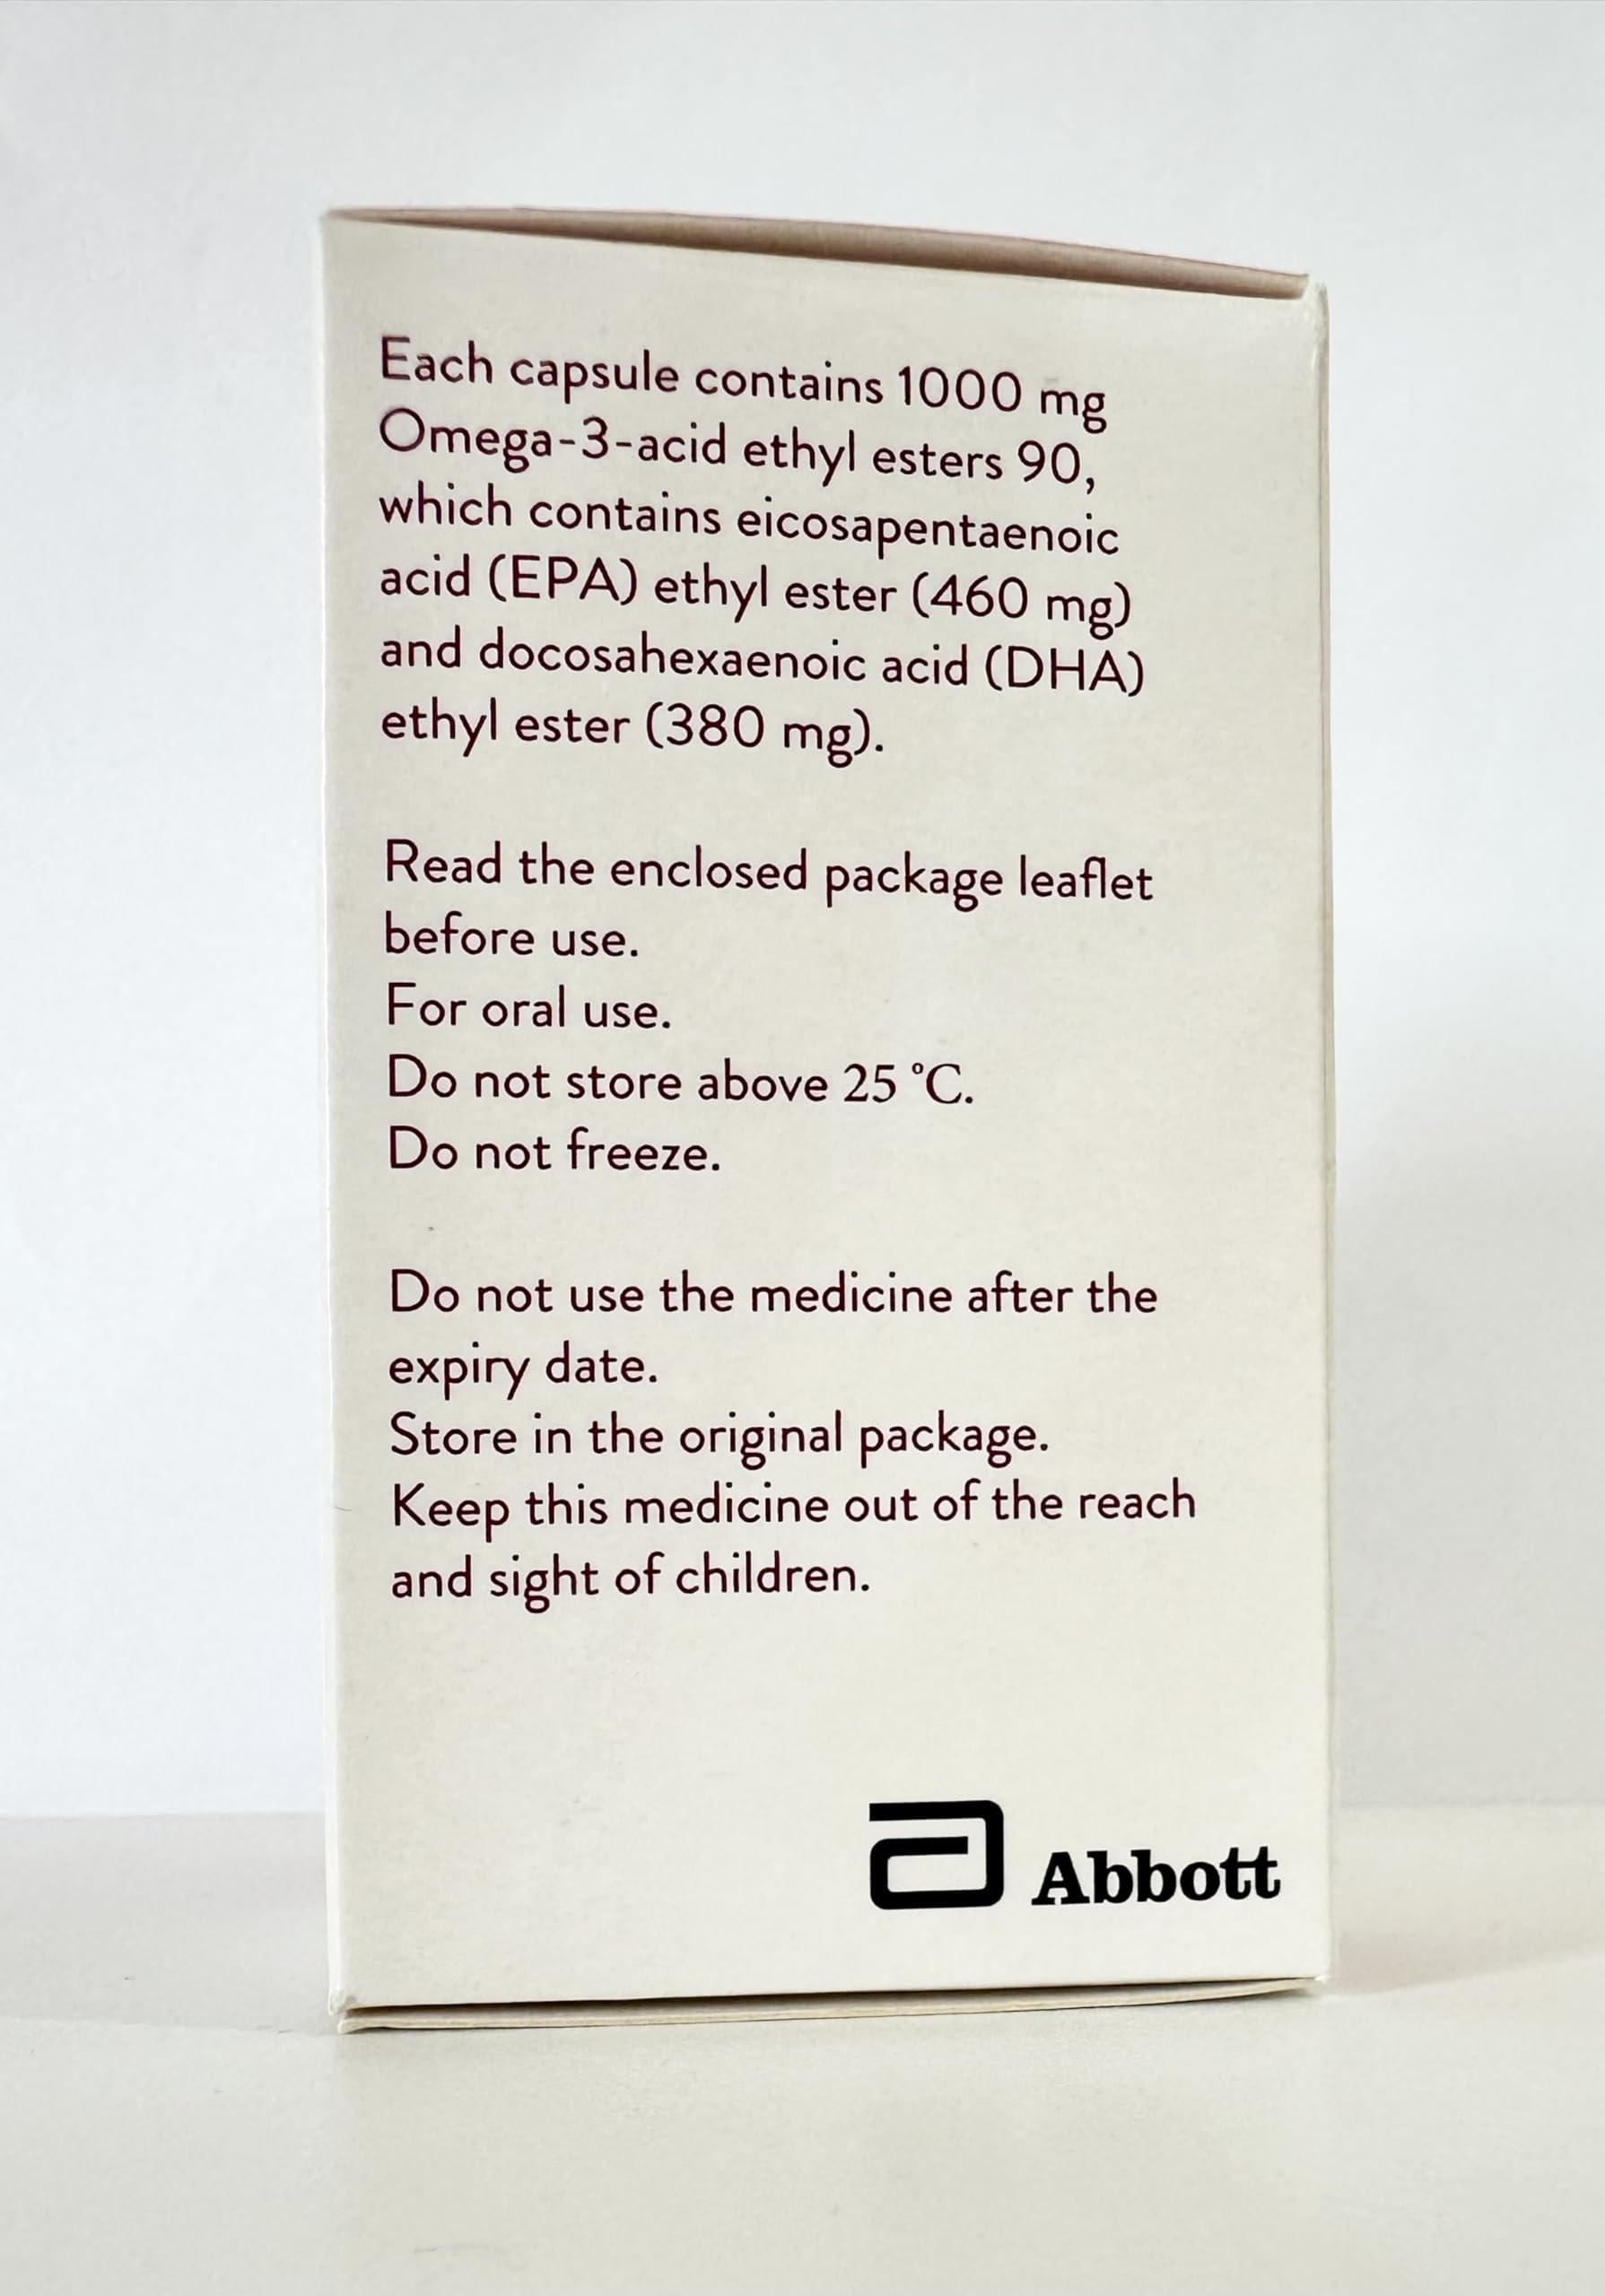 Each capsule contains 1000 mg
Omega-3-acid ethyl esters 90,
which contains eicosapentaenoic
acid (EPA) ethyl ester (460 mg)
and docosahexaenoic acid (DHA)
ethyl ester (380 mg).
Read the enclosed package leaflet
before use.
For oral use.
Do not store above 25 °C.
Do not freeze.
Do not use the medicine after the
expiry date.
Store in the original package.
Keep this medicine out of the reach
and sight of children.
Abbott